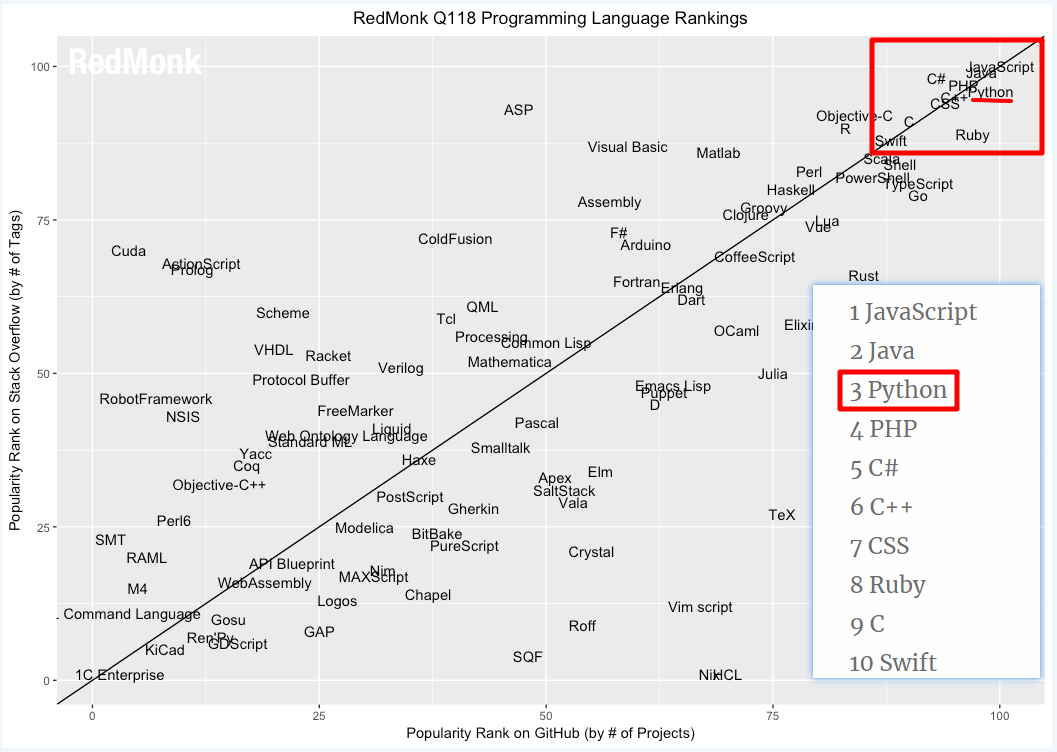 RedMonk Q118 Programming Language Rankings
RedMonk
100
JavaScript
Java
C#
PHP
Python
C++
CSS
ASP
Objective-C
C
R
Ruby
Swift
Visual Basic
Matlab
Scala
Shell
Perl
PowerShell
TypeScript
Haskell
Go
Assembly
Groovy
Clojure
75
Lua
Vue
F#
ColdFusion
Arduino
Cuda
CoffeeScript
ActionScript
Prolog
Rust
Fortran
Erlang
Dart
QML
Scheme
Tcl
OCaml
Elixir
Processing
Common Lisp
VHDL
Racket
Mathematica
Verilog
50
Julia
Protocol Buffer
Emacs Lisp
Puppet
RobotFramework
D
FreeMarker
NSIS
Pascal
Liquid
Web Ontology Language
Standard ML
Smalltalk
Yacc
Haxe
Coq
Elm
Apex
Objective-C++
SaltStack
PostScript
Vala
Gherkin
TeX
Perl6
25
Modelica
BitBake
SMT
PureScript
Crystal
RAML
API Blueprint
Nim
MAXScript
WebAssembly
M4
Chapel
Logos
Vim script
Command Language
Gosu
Roff
GAP
Ren'Py
GDScript
KiCad
SQF
1C Enterprise
Nix
HCL
0
1 JavaScript
2 Java
3 Python
4 PHP
5 C#
6 C++
7 CSS
8 Ruby
9 C
10 Swift
0 25 50 75 100
Popularity Rank on GitHub (by # of Projects)
Popularity Rank on Stack Overflow (by # of Tags)